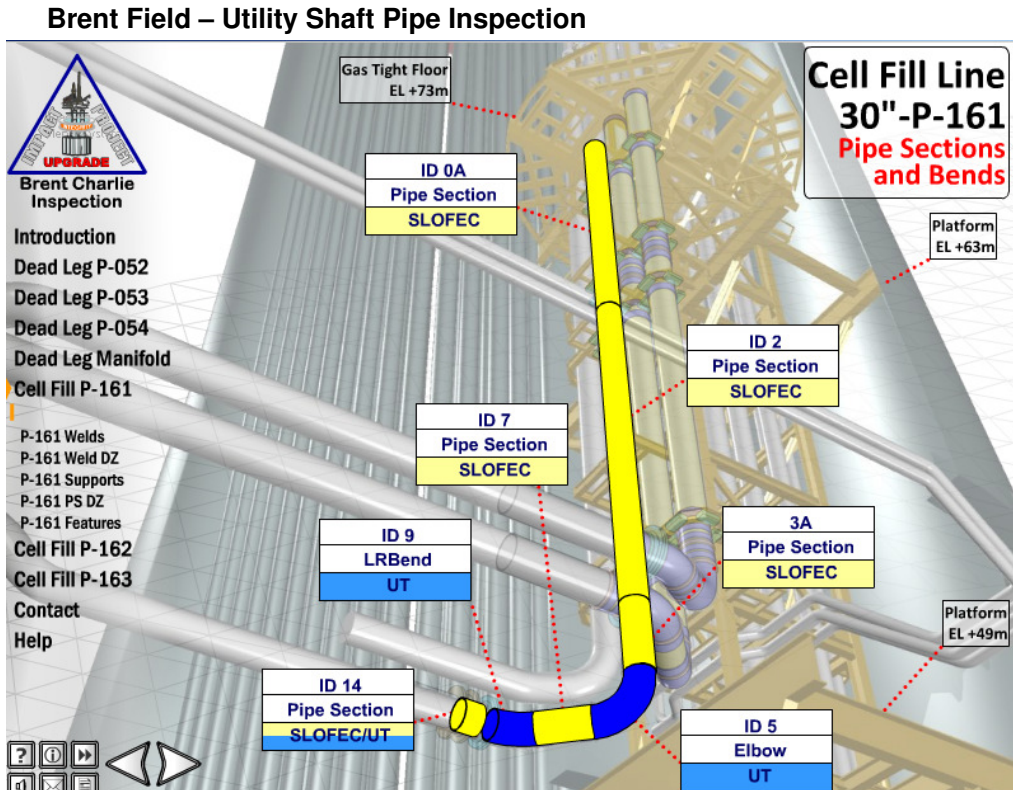 Brent Field – Utility Shaft Pipe Inspection
IMPACT PROJECT
UPGRADE
Brent Charlie
Inspection
Introduction
Dead Leg P-052
Dead Leg P-053
Dead Leg P-054
Dead Leg Manifold
Cell Fill P-161
P-161 Welds
P-161 Weld DZ
P-161 Supports
P-161 PS DZ
P-161 Features
Cell Fill P-162
Cell Fill P-163
Contact
Help
Gas Tight Floor
EL +73m
Cell Fill Line
30"-P-161
Pipe Sections
and Bends
ID 0A
Pipe Section
SLOFEC
Platform
EL +63m
ID 2
Pipe Section
SLOFEC
ID 7
Pipe Section
SLOFEC
ID 9
LRBend
UT
3A
Pipe Section
SLOFEC
Platform
EL +49m
ID 14
Pipe Section
SLOFEC/UT
ID 5
Elbow
UT